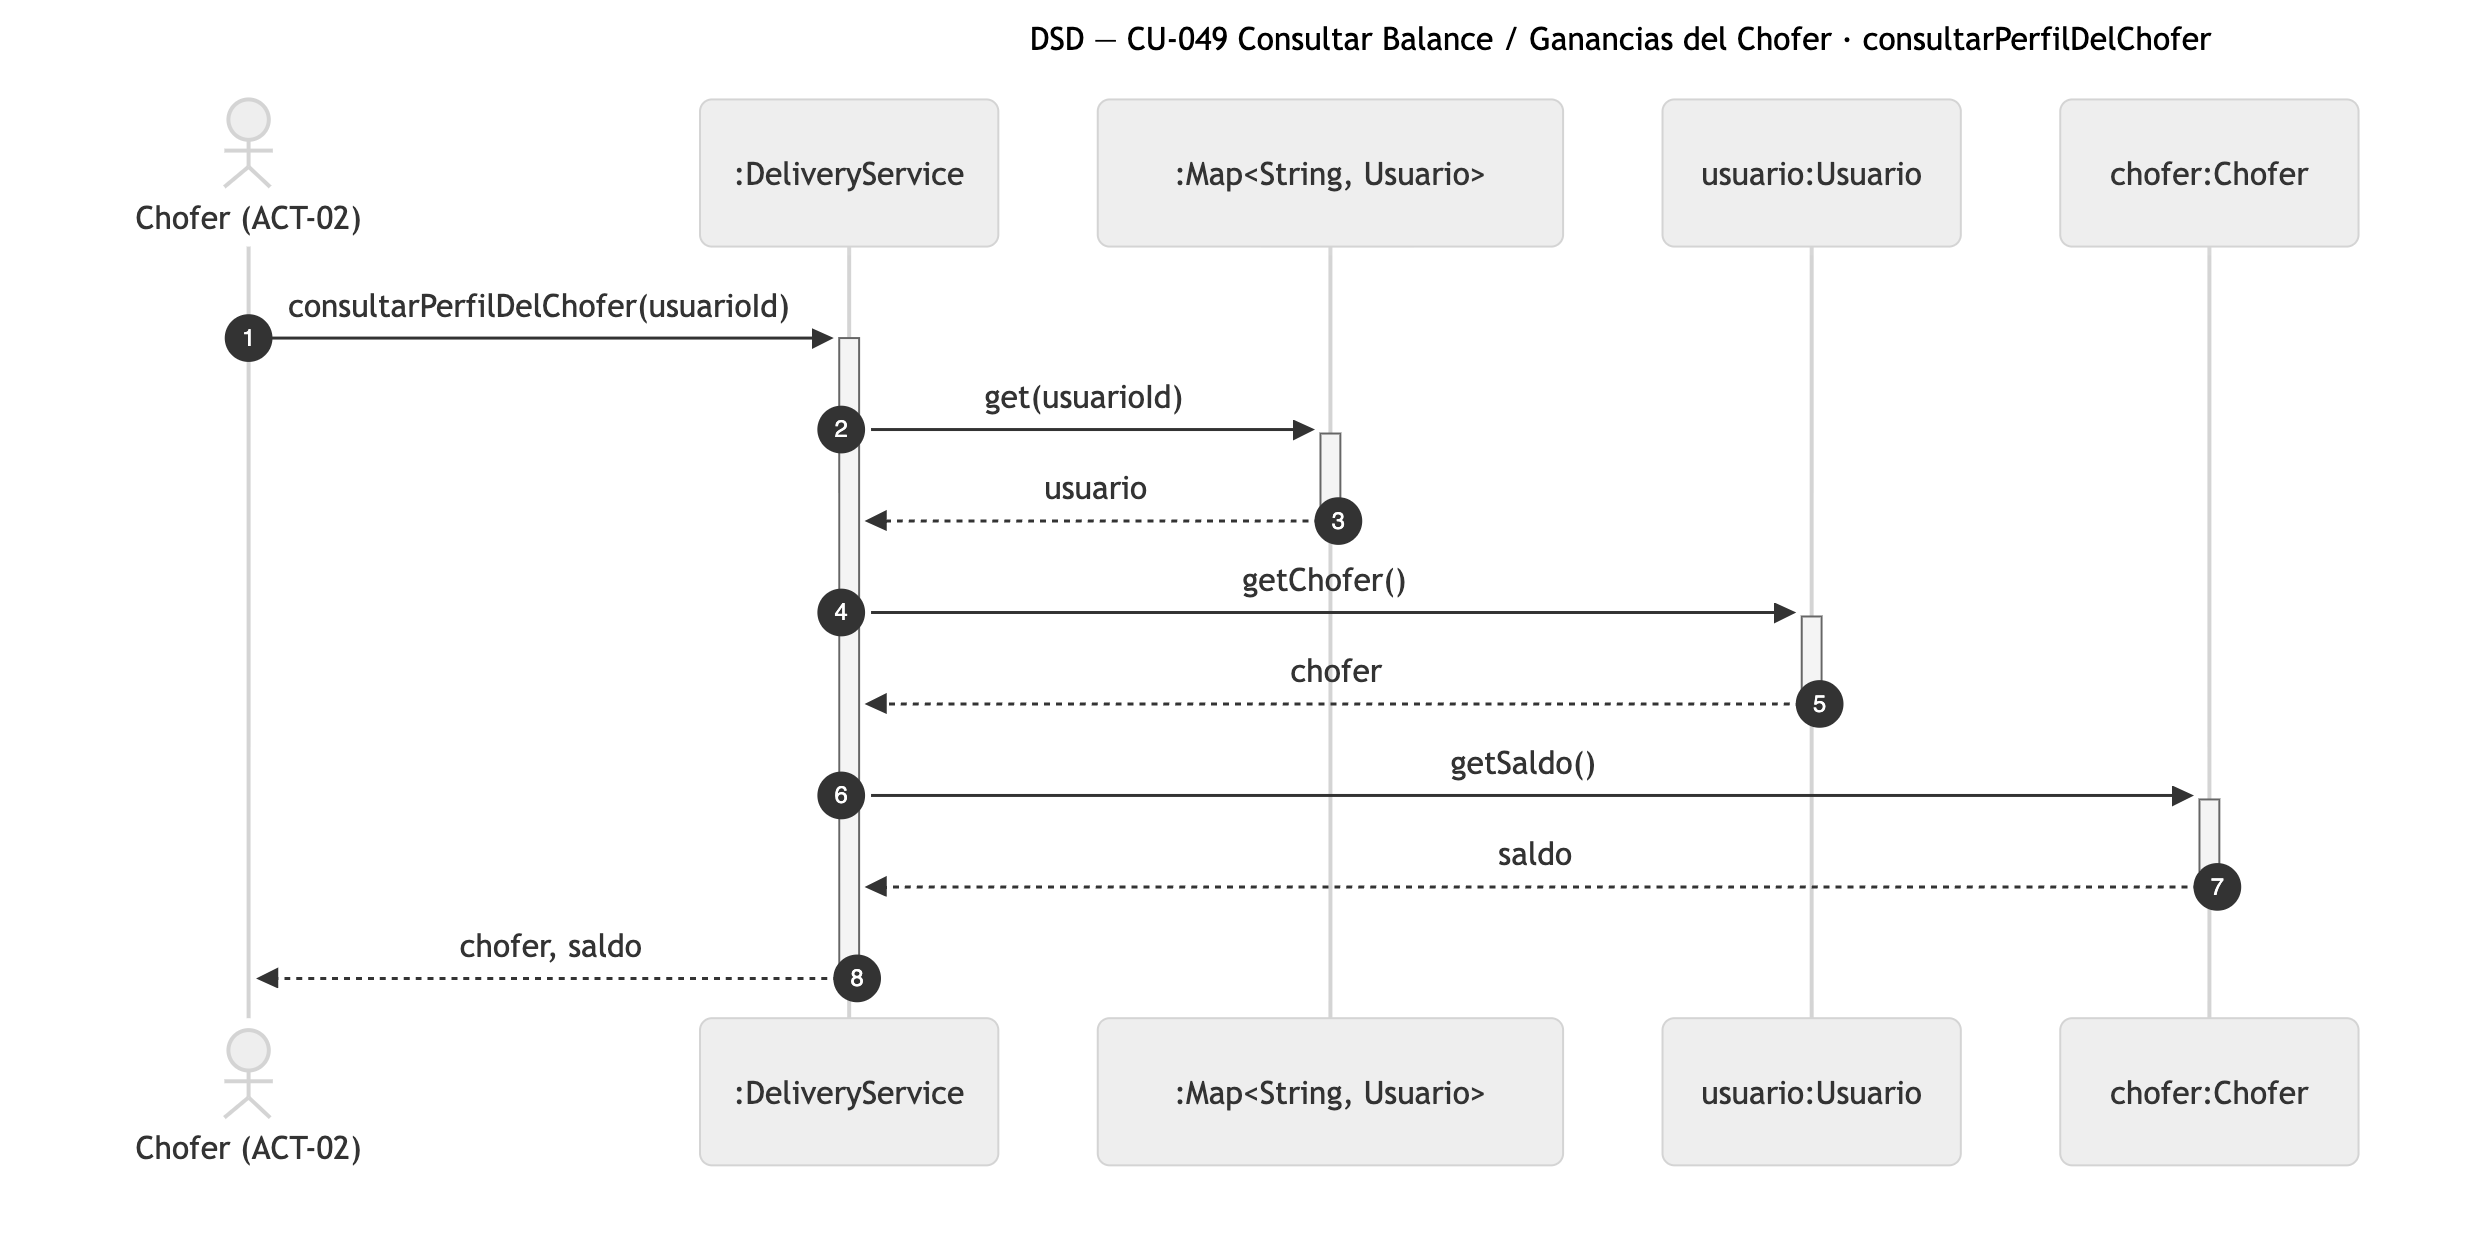 DSD — CU-049 Consultar Balance / Ganancias del Chofer · consultarPerfilDelChofer
Chofer (ACT-02)
:DeliveryService
:Map<String, Usuario>
usuario:Usuario
chofer:Chofer
consultarPerfilDelChofer(usuarioId)
1
get(usuarioId)
2
usuario
3
getChofer()
4
chofer
5
getSaldo()
6
saldo
7
chofer, saldo
8
Chofer (ACT-02)
:DeliveryService
:Map<String, Usuario>
usuario:Usuario
chofer:Chofer